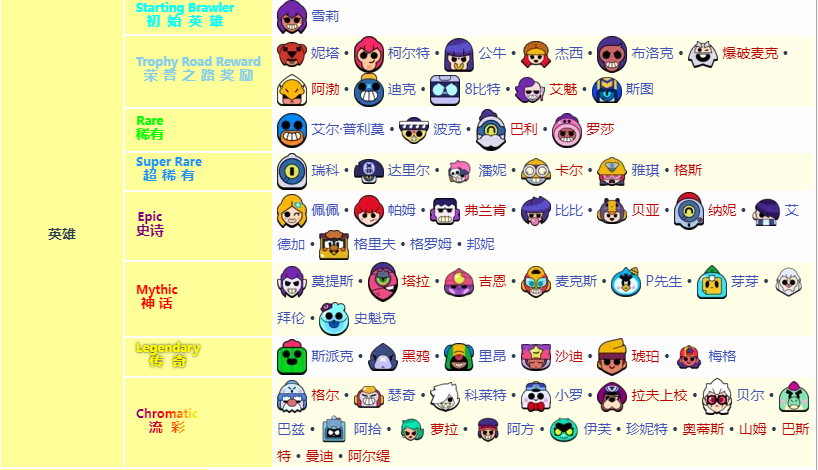 Starting Brawler
初始英雄
雪莉
Trophy Road Reward
荣誉之路奖励
妮塔 • 柯尔特 • 公牛 • 杰西 • 布洛克 • 爆破麦克 •
阿渤 • 迪克 • 8比特 • 艾魅 • 斯图
Rare
稀有
艾尔·普利莫 • 波克 • 巴利 • 罗莎
Super Rare
超稀有
瑞科 • 达里尔 • 潘妮 • 卡尔 • 雅琪 • 格斯
英雄
Epic
史诗
佩佩 • 帕姆 • 弗兰肯 • 比比 • 贝亚 • 纳妮 • 艾
德加 • 格里夫 • 格罗姆 • 邦妮
Mythic
神话
莫提斯 • 塔拉 • 吉恩 • 麦克斯 • P先生 • 芽芽 •
拜伦 • 史魁克
Legendary
传奇
斯派克 • 黑鸦 • 里昂 • 沙迪 • 琥珀 • 梅格
Chromatic
流彩
格尔 • 瑟奇 • 科莱特 • 小罗 • 拉夫上校 • 贝尔 •
巴兹 • 阿拾 • 萝拉 • 阿方 • 伊芙 • 珍妮特 • 奥蒂斯 • 山姆 • 巴斯
特 • 曼迪 • 阿尔缇